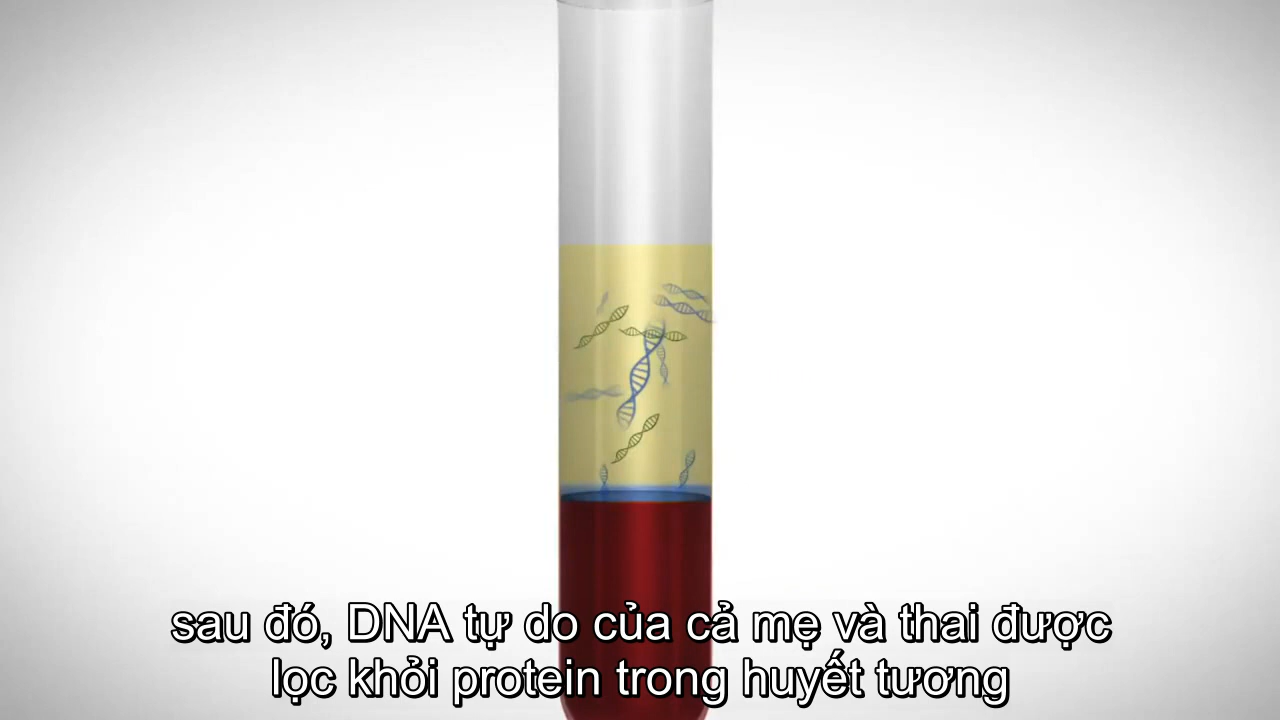 sau đó, DNA tự do của cả mẹ và thai được
lọc khỏi protein trong huyết tương